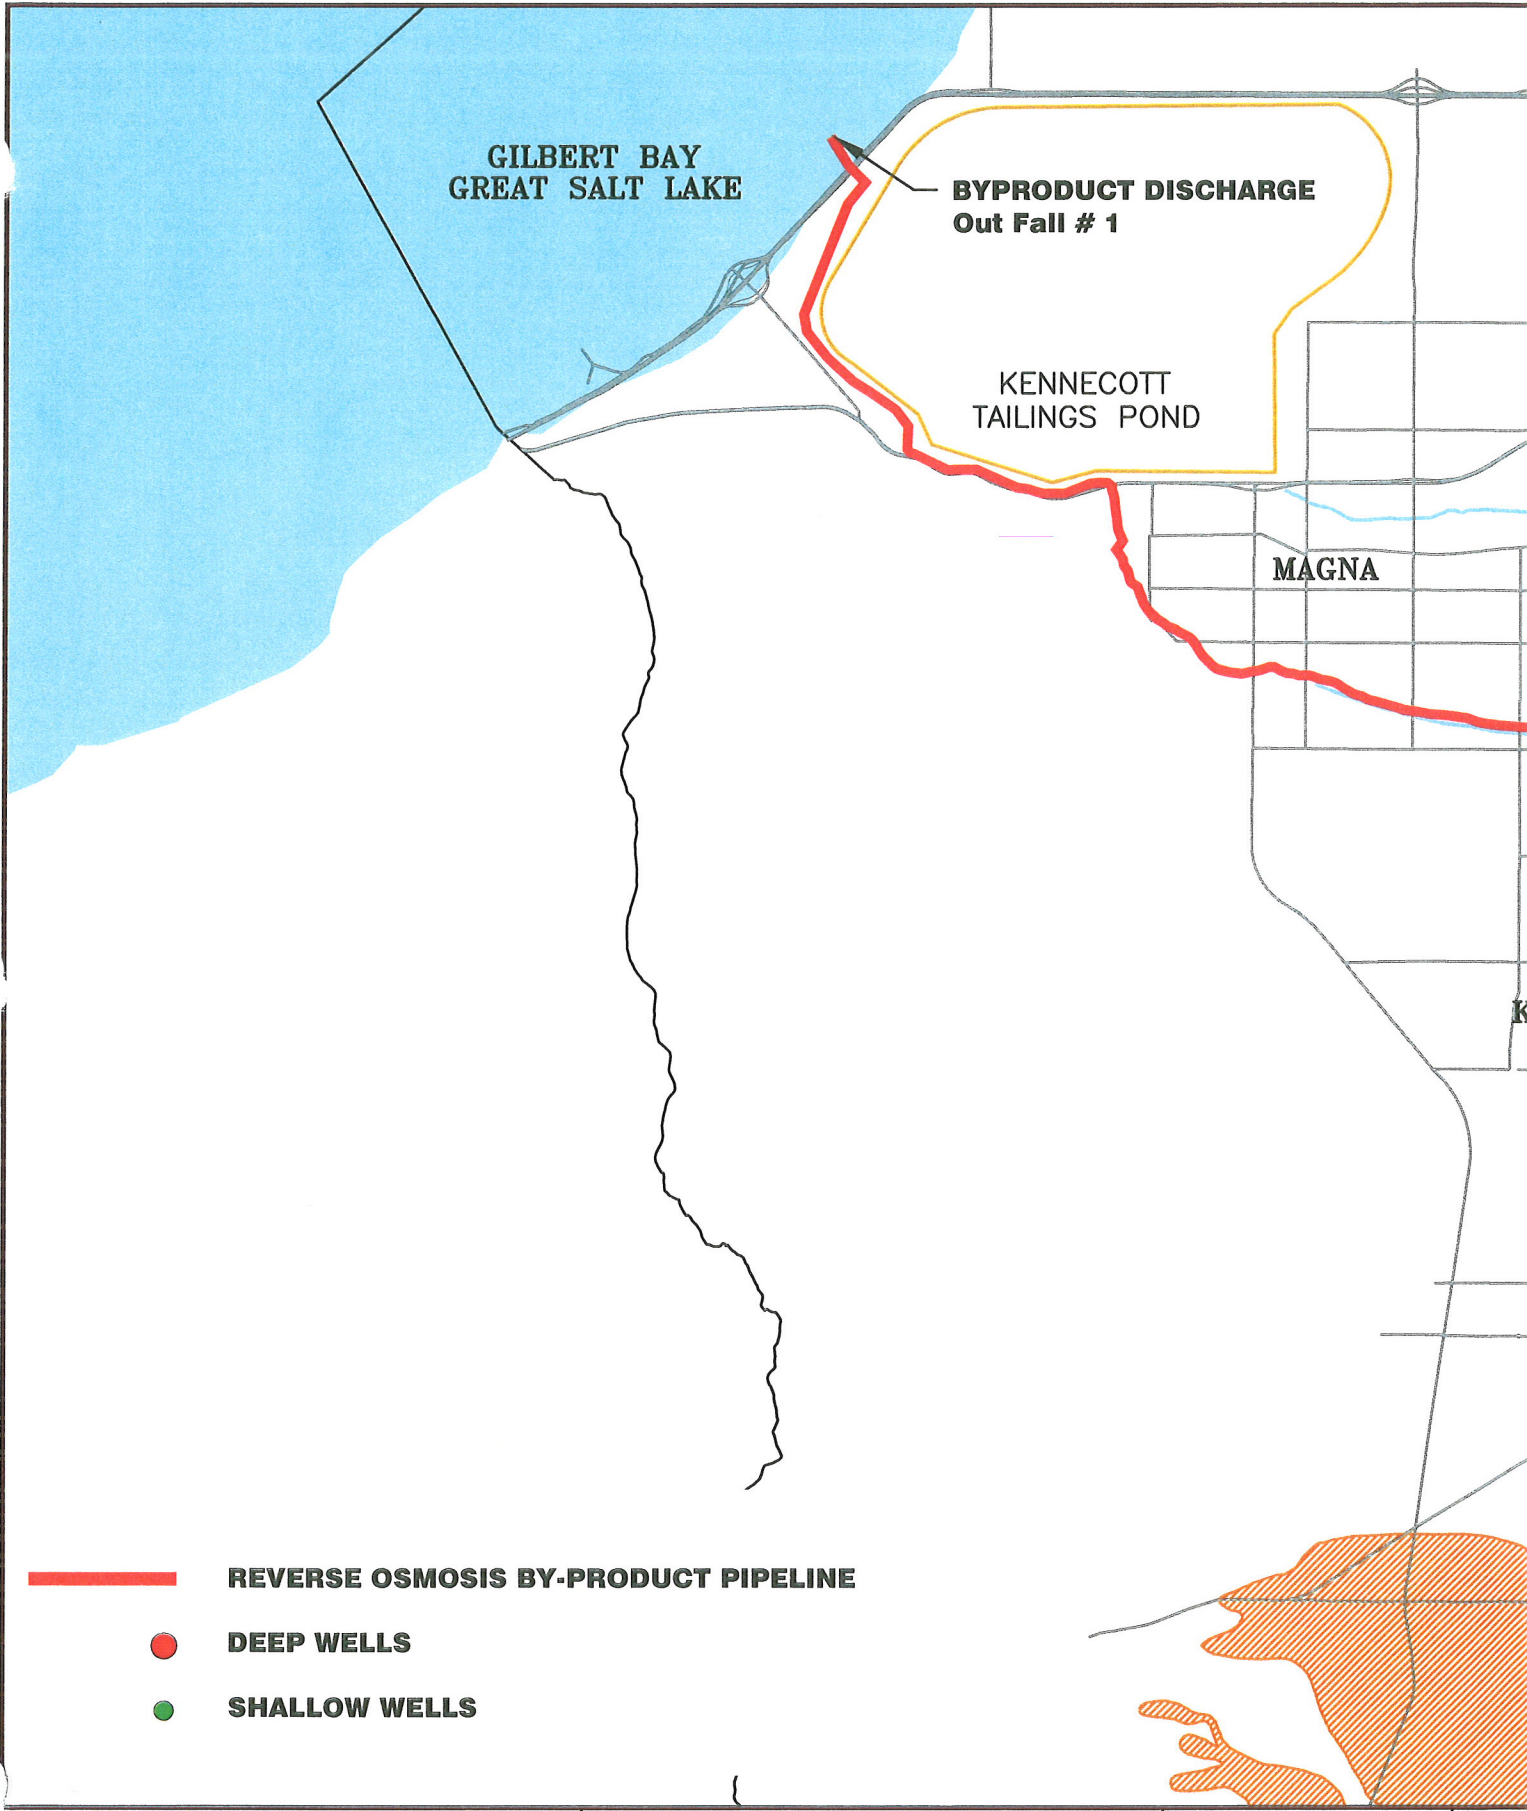 GILBERT BAY
GREAT SALT LAKE
BYPRODUCT DISCHARGE
Out Fall # 1
KENNECOTT
TAILINGS POND
MAGNA
K
REVERSE OSMOSIS BY-PRODUCT PIPELINE
DEEP WELLS
SHALLOW WELLS